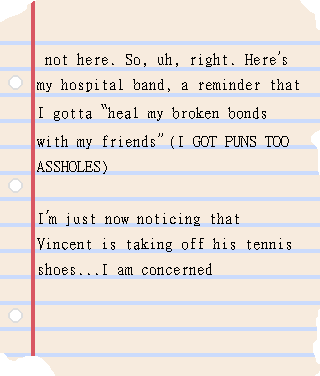 not here. So, uh, right. Here's
my hospital band, a reminder that
I gotta "heal my broken bonds
with my friends" (I GOT PUNS TOO
ASSHOLES)
I'm just now noticing that
Vincent is taking off his tennis
shoes...I am concerned